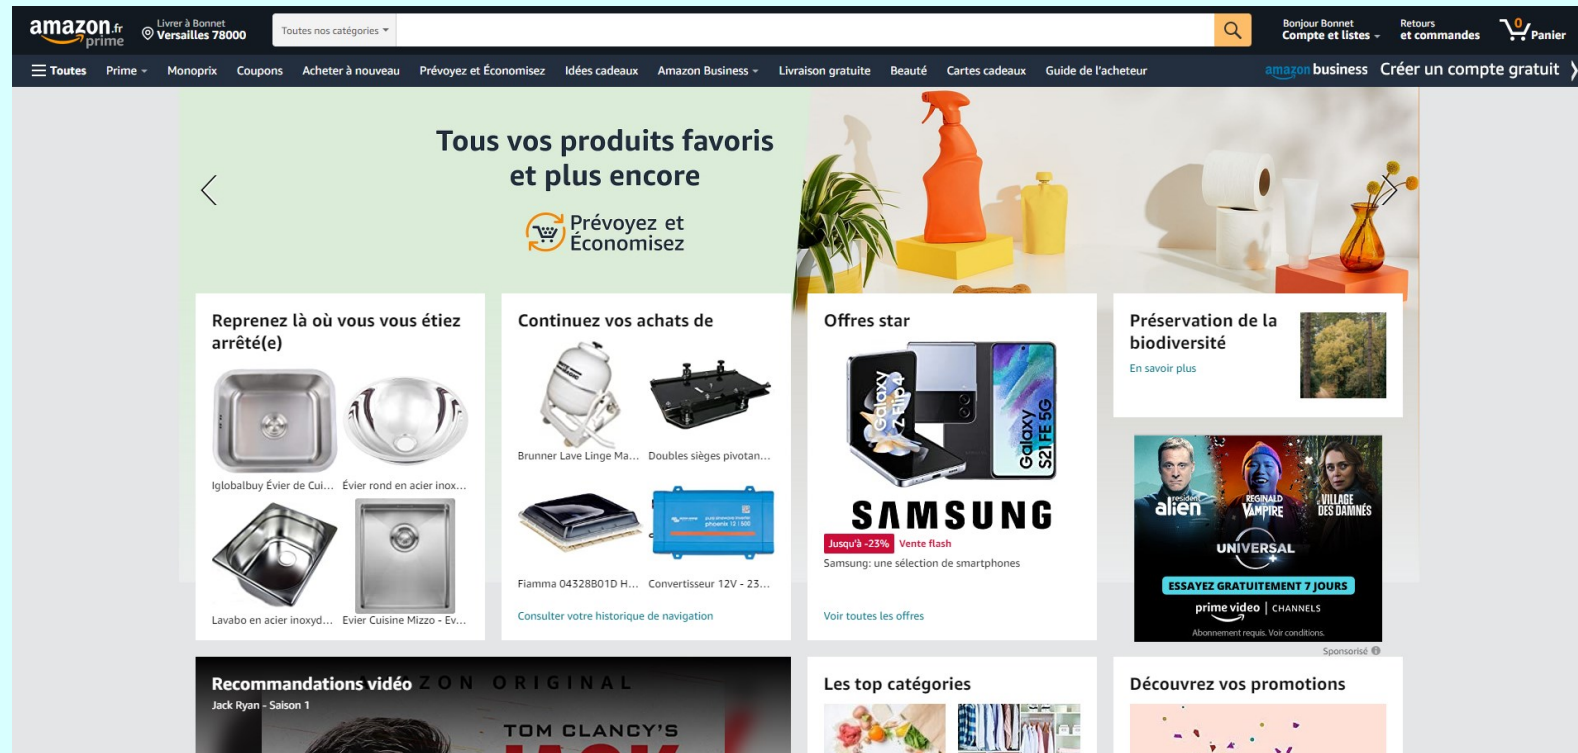 amazon.fr
prime
Livrer à Bonnet
Versailles 78000
Toutes nos catégories
Bonjour Bonnet
Compte et listes
Retours
et commandes
0
Panier
Toutes
Prime
Monoprix
Coupons
Acheter à nouveau
Prévoyez et Économisez
Idées cadeaux
Amazon Business
Livraison gratuite
Beauté
Cartes cadeaux
Guide de l'acheteur
amazon business Créer un compte gratuit
Tous vos produits favoris
et plus encore
Prévoyez et
Économisez
Reprenez là où vous vous étiez
arrêté(e)
Iglobalbuy Évier de Cui...
Évier rond en acier inox...
Lavabo en acier inoxyd...
Evier Cuisine Mizzo - Ev...
Continuez vos achats de
Brunner Lave Linge Ma...
Doubles sièges pivotan...
phoenix 12 | 500
Fiamma 04328B01D H...
Convertisseur 12V - 23...
Consulter votre historique de navigation
Offres star
Galaxy
Z Flip4
Galaxy
S21 FE 5G
SAMSUNG
Jusqu'à -23%
Vente flash
Samsung: une sélection de smartphones
Voir toutes les offres
Préservation de la
biodiversité
En savoir plus
resident
alien
REGINALD
VAMPIRE
VILLAGE
DES DAMNÉS
UNIVERSAL
+
ESSAYEZ GRATUITEMENT 7 JOURS
prime video | CHANNELS
Abonnement requis. Voir conditions.
Sponsorisé
Recommandations vidéo
ZON ORIGINAL
Jack Ryan - Saison 1
TOM CLANCY'S
JACK
Les top catégories
Découvrez vos promotions